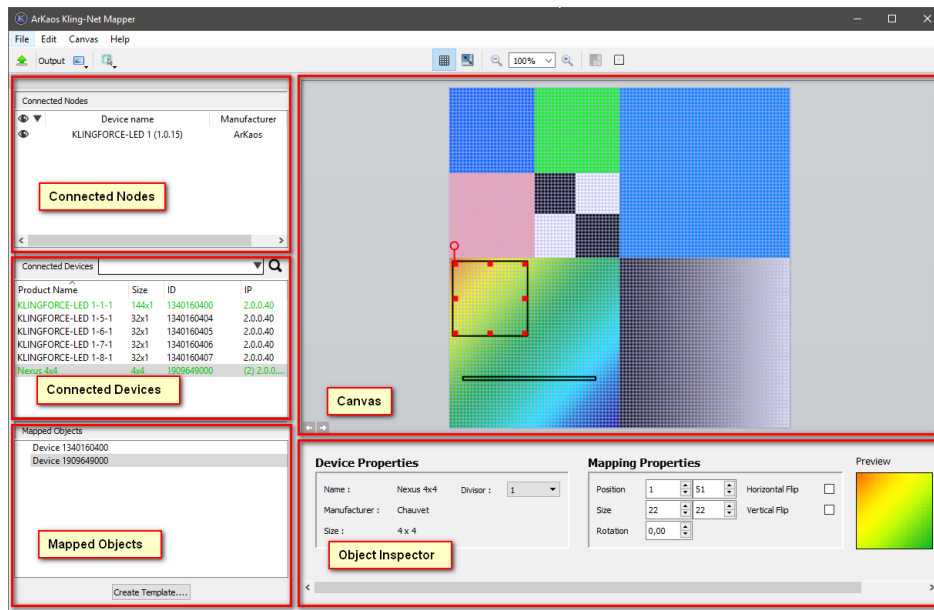 ArKaos Kling-Net Mapper
File Edit Canvas Help
Output 100%
Connected Nodes
Device name Manufacturer
KLINGFORCE-LED 1 (1.0.15) ArKaos
Connected Nodes
Connected Devices
Product Name Size ID IP
KLINGFORCE-LED 1-1-1 144x1 1340160400 2.0.0.40
KLINGFORCE-LED 1-5-1 32x1 1340160404 2.0.0.40
KLINGFORCE-LED 1-6-1 32x1 1340160405 2.0.0.40
KLINGFORCE-LED 1-7-1 32x1 1340160406 2.0.0.40
KLINGFORCE-LED 1-8-1 32x1 1340160407 2.0.0.40
Nexus 4x4 4x4 1909649000 (2) 2.0.0....
Connected Devices
Canvas
Mapped Objects
Device 1340160400
Device 1909649000
Mapped Objects
Create Template....
Device Properties Mapping Properties Preview
Name : Nexus 4x4 Divisor : 1 Position 1 51 Horizontal Flip
Manufacturer : Chauvet Size 22 22 Vertical Flip
Size : 4 x 4 Rotation 0,00
Object Inspector